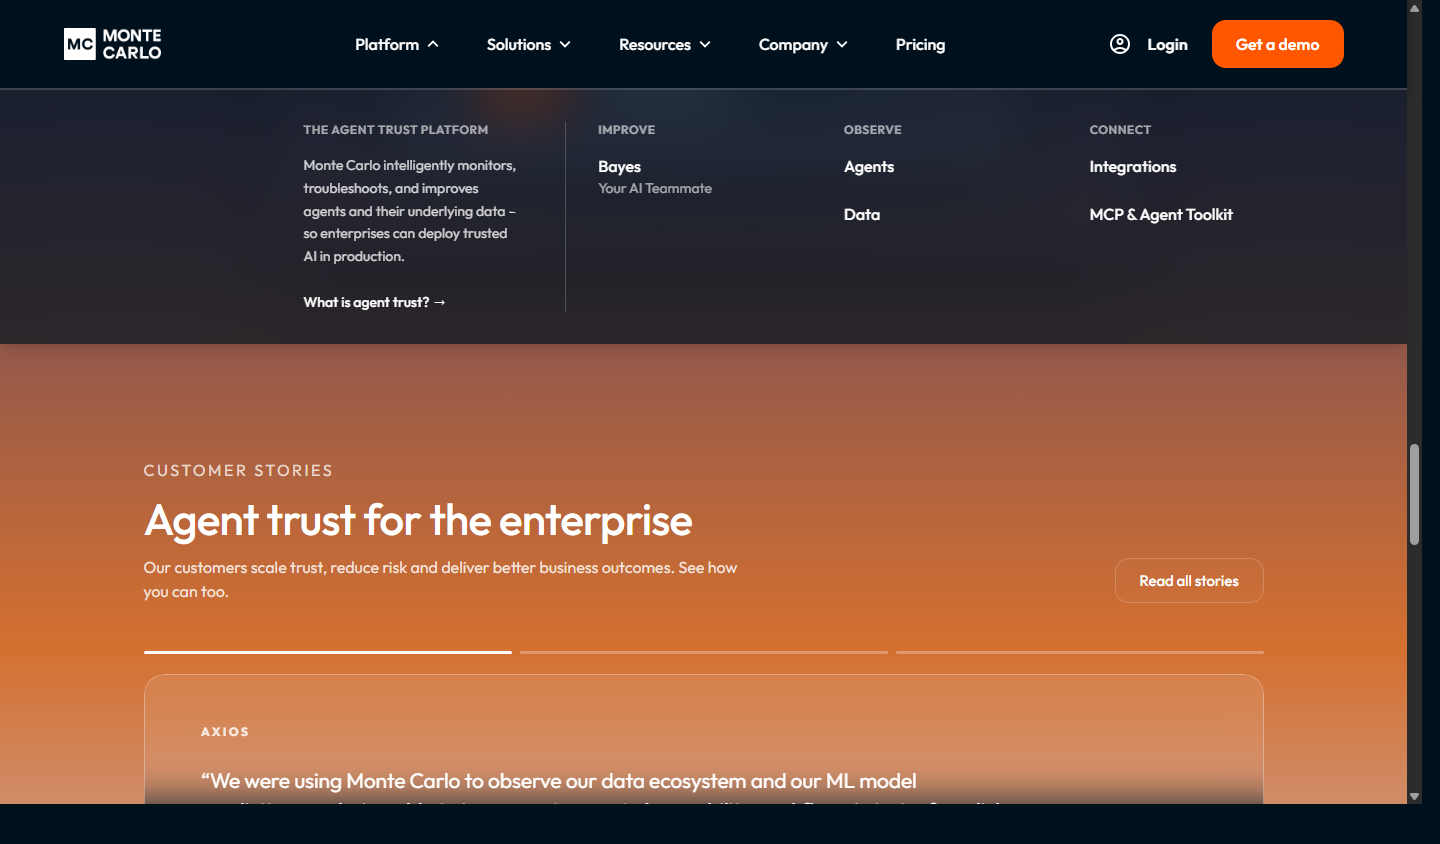 MC MONTE CARLO
Platform
Solutions
Resources
Company
Pricing
Login
Get a demo
THE AGENT TRUST PLATFORM
Monte Carlo intelligently monitors,
troubleshoots, and improves
agents and their underlying data –
so enterprises can deploy trusted
AI in production.
What is agent trust? →
IMPROVE
Bayes
Your AI Teammate
OBSERVE
Agents
Data
CONNECT
Integrations
MCP & Agent Toolkit
CUSTOMER STORIES
Agent trust for the enterprise
Our customers scale trust, reduce risk and deliver better business outcomes. See how
you can too.
Read all stories
AXIOS
“We were using Monte Carlo to observe our data ecosystem and our ML model